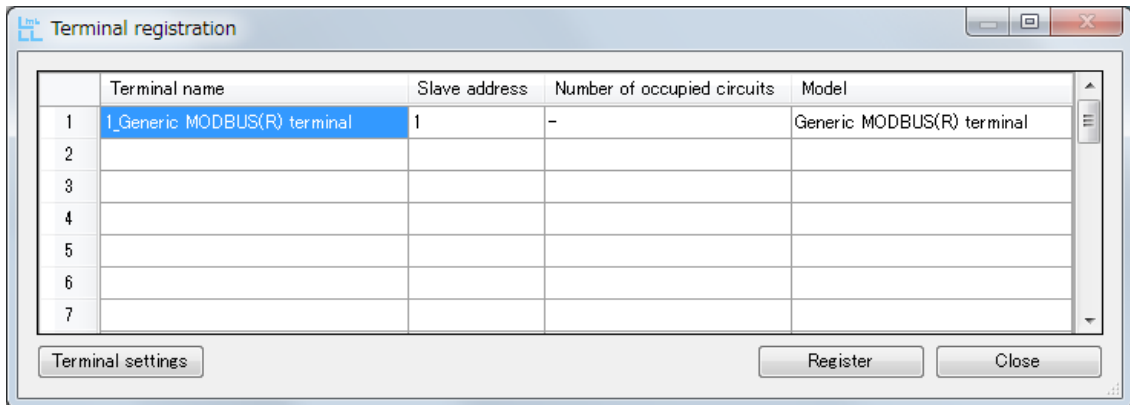 Terminal registration
Terminal name Slave address Number of occupied circuits Model
1 1_Generic MODBUS(R) terminal 1 - Generic MODBUS(R) terminal
2
3
4
5
6
7
Terminal settings Register Close